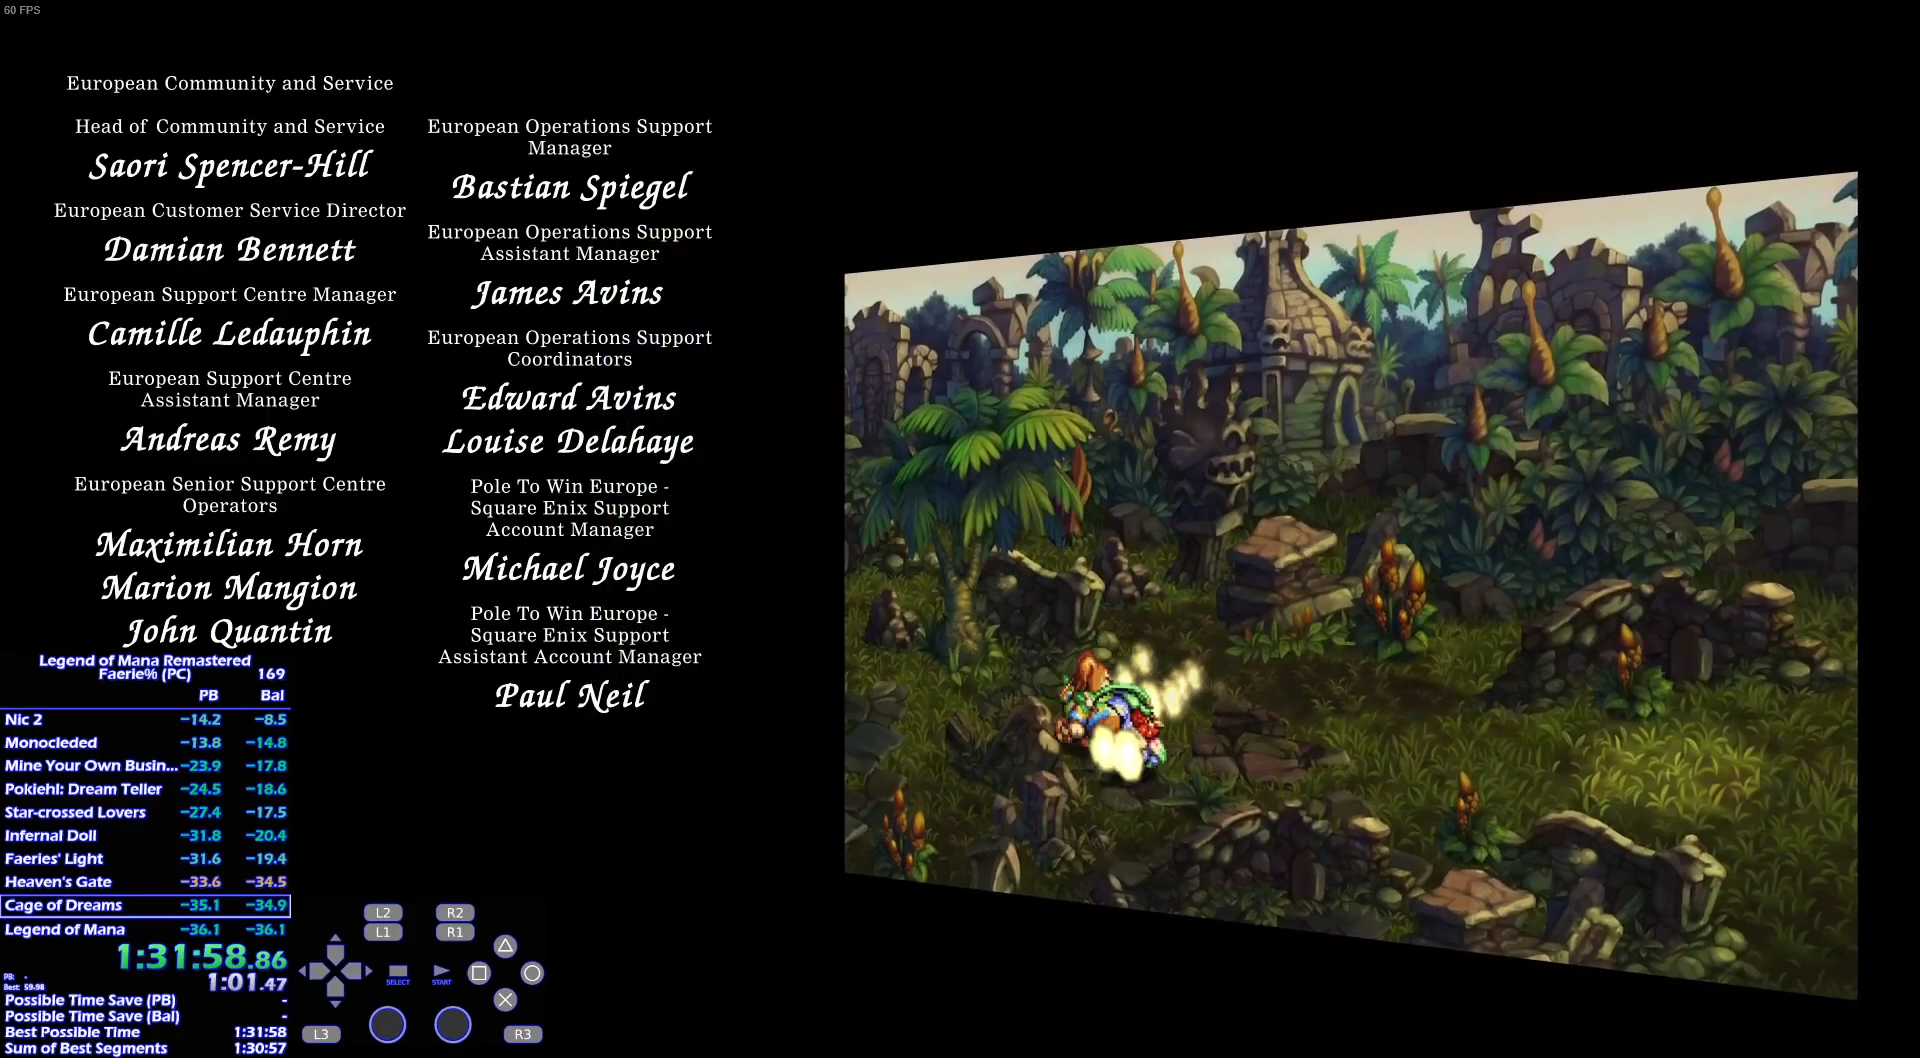 60 FPS
European Community and Service
Head of Community and Service
Saori Spencer-Hill
European Customer Service Director
Damian Bennett
European Support Centre Manager
Camille Ledauphin
European Support Centre
Assistant Manager
Andreas Remy
European Senior Support Centre
Operators
Maximilian Horn
Marion Mangion
John Quantin
European Operations Support
Manager
Bastian Spiegel
European Operations Support
Assistant Manager
James Avins
European Operations Support
Coordinators
Edward Avins
Louise Delahaye
Pole To Win Europe -
Square Enix Support
Account Manager
Michael Joyce
Pole To Win Europe -
Square Enix Support
Assistant Account Manager
Paul Neil
Legend of Mana Remastered
Faerie% (PC) 169
PB Bal
Nic 2 −14.2 −8.5
Monocleded −13.8 −14.8
Mine Your Own Busin... −23.9 −17.8
Pokiehl: Dream Teller −24.5 −18.6
Star-crossed Lovers −27.4 −17.5
Infernal Doll −31.8 −20.4
Faeries' Light −31.6 −19.4
Heaven's Gate −33.6 −34.5
Cage of Dreams −35.1 −34.9
Legend of Mana −36.1 −36.1
1:31:58.86
PB: -
Best: 59.98
1:01.47
Possible Time Save (PB) -
Possible Time Save (Bal) -
Best Possible Time 1:31:58
Sum of Best Segments 1:30:57
L2 R2
L1 R1
SELECT START
L3 R3